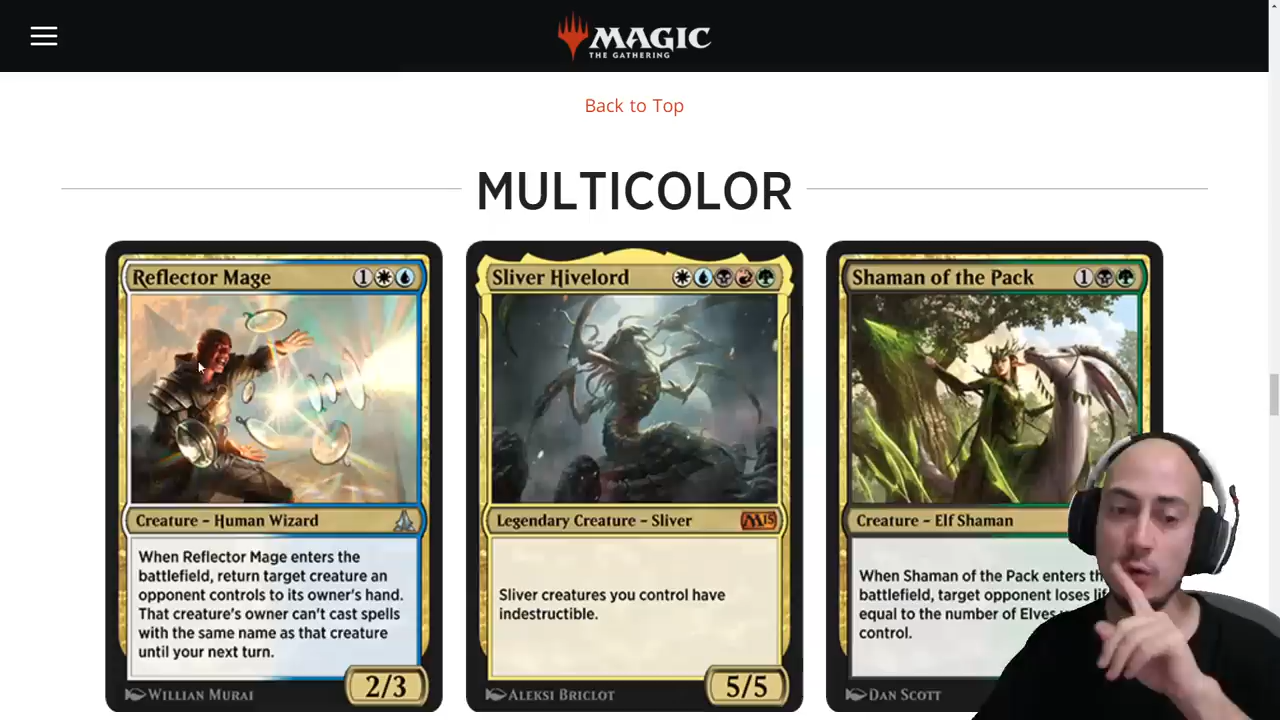 MAGIC
THE GATHERING
Back to Top
MULTICOLOR
Reflector Mage 1
Creature – Human Wizard
When Reflector Mage enters the
battlefield, return target creature an
opponent controls to its owner's hand.
That creature's owner can't cast spells
with the same name as that creature
until your next turn.
2/3
WILLIAN MURAI
Sliver Hivelord
Legendary Creature – Sliver
M15
Sliver creatures you control have
indestructible.
5/5
ALEKSI BRICLOT
Shaman of the Pack 1
Creature – Elf Shaman
When Shaman of the Pack enters
battlefield, target opponent loses
equal to the number of Elves
control.
DAN SCOTT